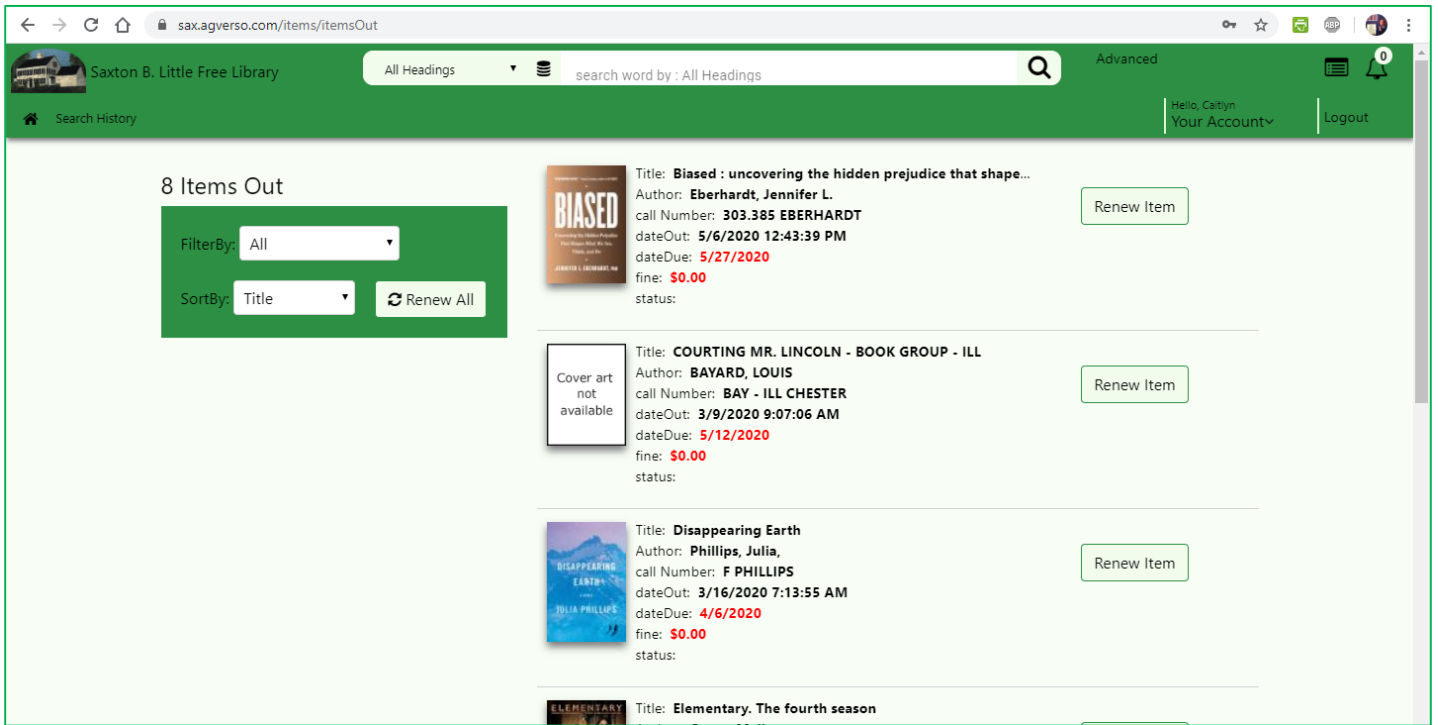 sax.agverso.com/items/itemsOut
ABP
Saxton B. Little Free Library
All Headings
search word by : All Headings
Advanced
0
Search History
Hello, Caitlyn
Your Account
Logout
8 Items Out
FilterBy: All
SortBy: Title
Renew All
BIASED
JENNIFER L. EBERHARDT, PhD
Title: Biased : uncovering the hidden prejudice that shape...
Author: Eberhardt, Jennifer L.
call Number: 303.385 EBERHARDT
dateOut: 5/6/2020 12:43:39 PM
dateDue: 5/27/2020
fine: $0.00
status:
Renew Item
Cover art
not
available
Title: COURTING MR. LINCOLN - BOOK GROUP - ILL
Author: BAYARD, LOUIS
call Number: BAY - ILL CHESTER
dateOut: 3/9/2020 9:07:06 AM
dateDue: 5/12/2020
fine: $0.00
status:
Renew Item
DISAPPEARING
EARTH
JULIA PHILLIPS
Title: Disappearing Earth
Author: Phillips, Julia,
call Number: F PHILLIPS
dateOut: 3/16/2020 7:13:55 AM
dateDue: 4/6/2020
fine: $0.00
status:
Renew Item
ELEMENTARY
Title: Elementary. The fourth season